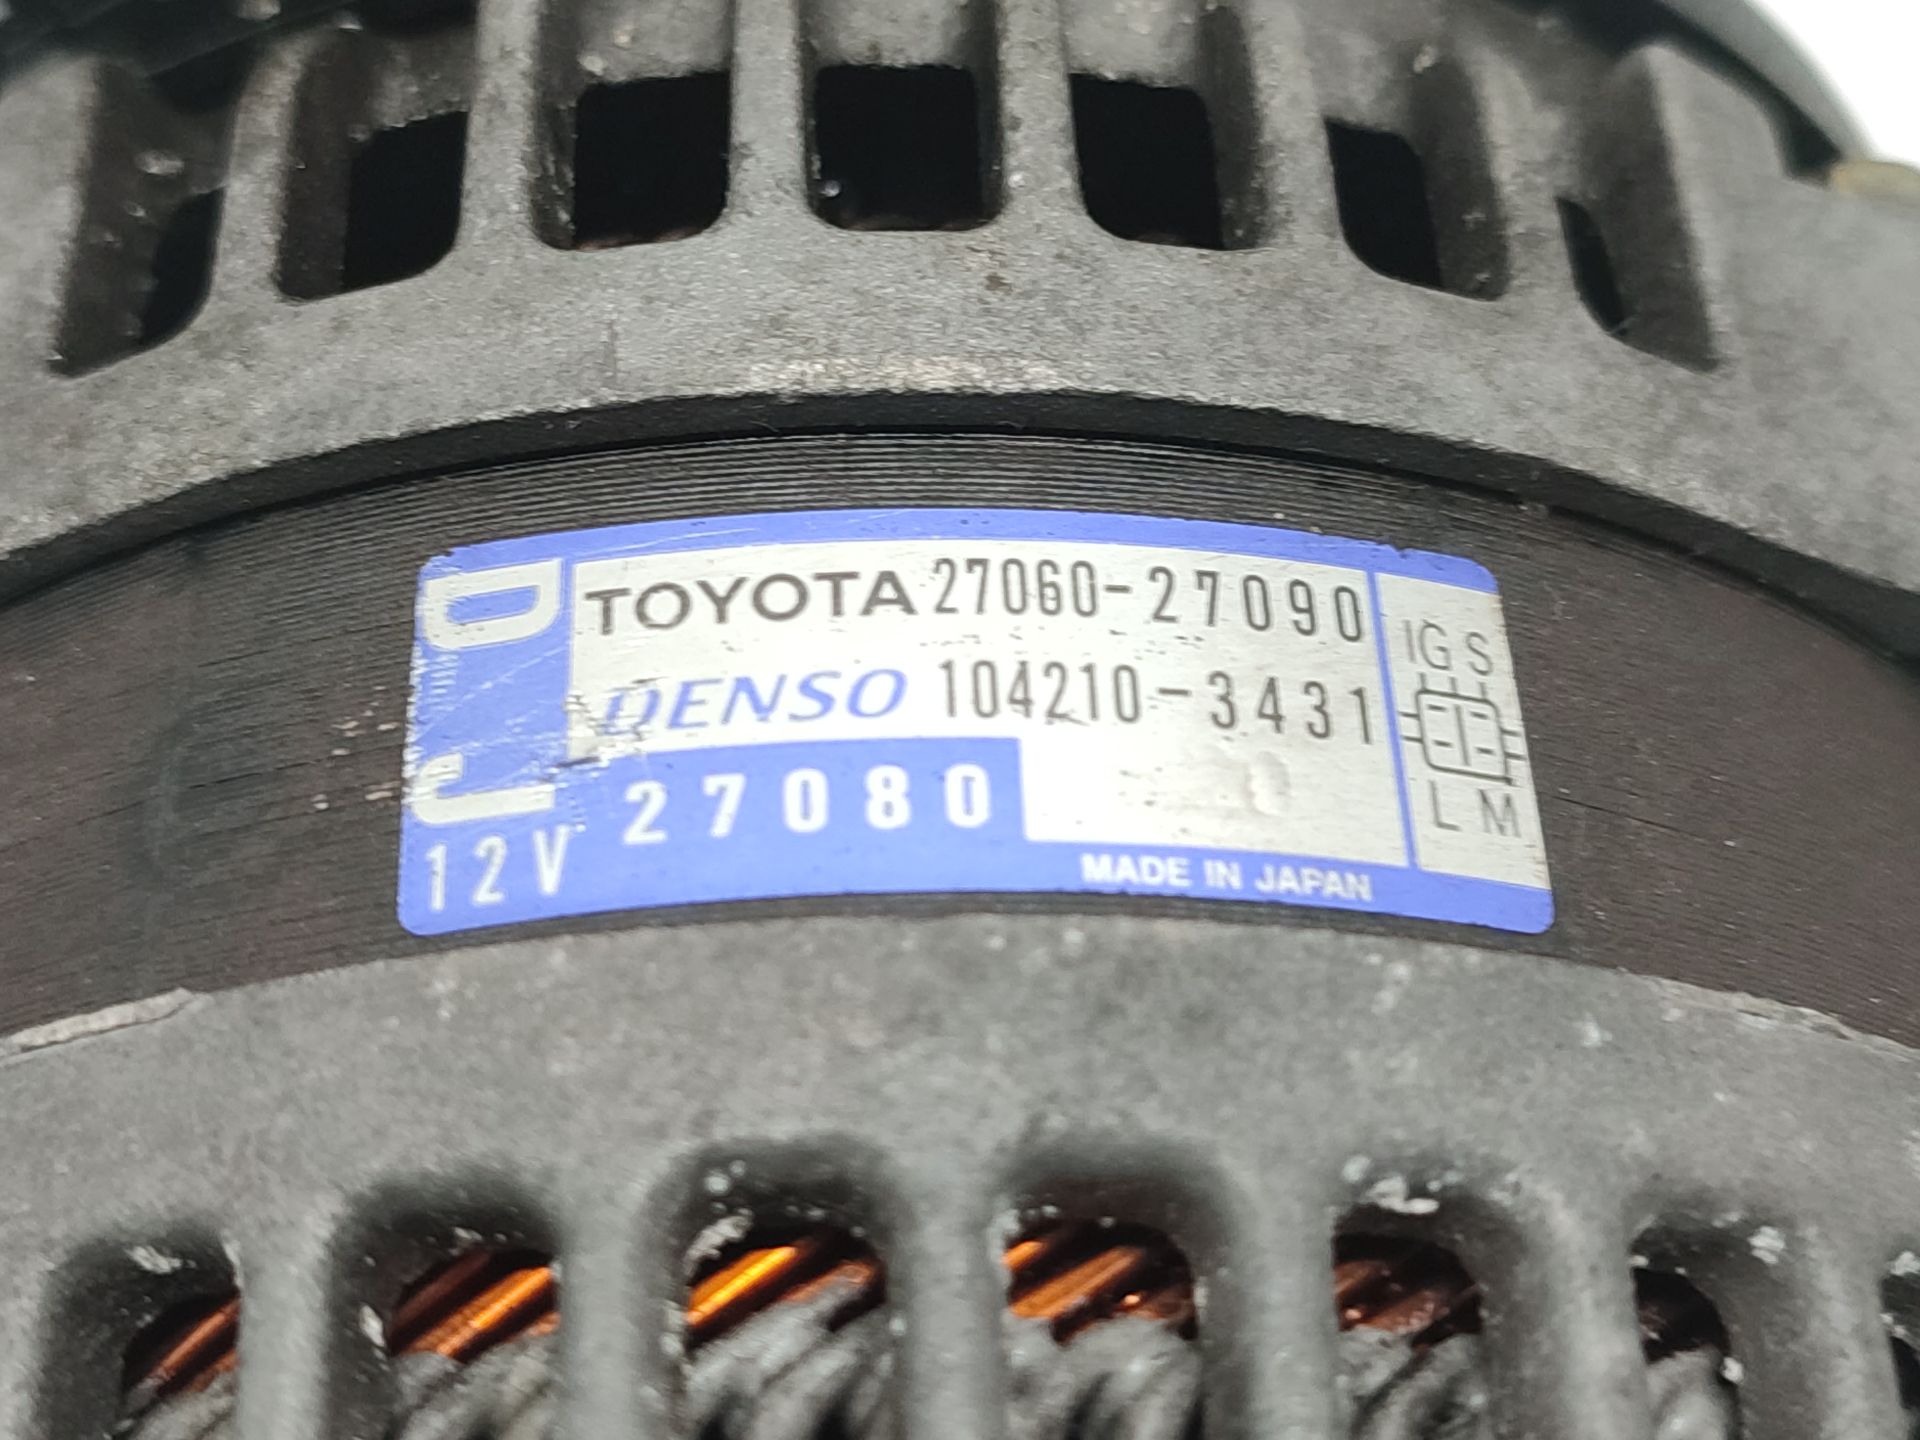 TOYOTA 27060-27090
DENSO 104210-3431
27080
12V
MADE IN JAPAN
IG S
L M